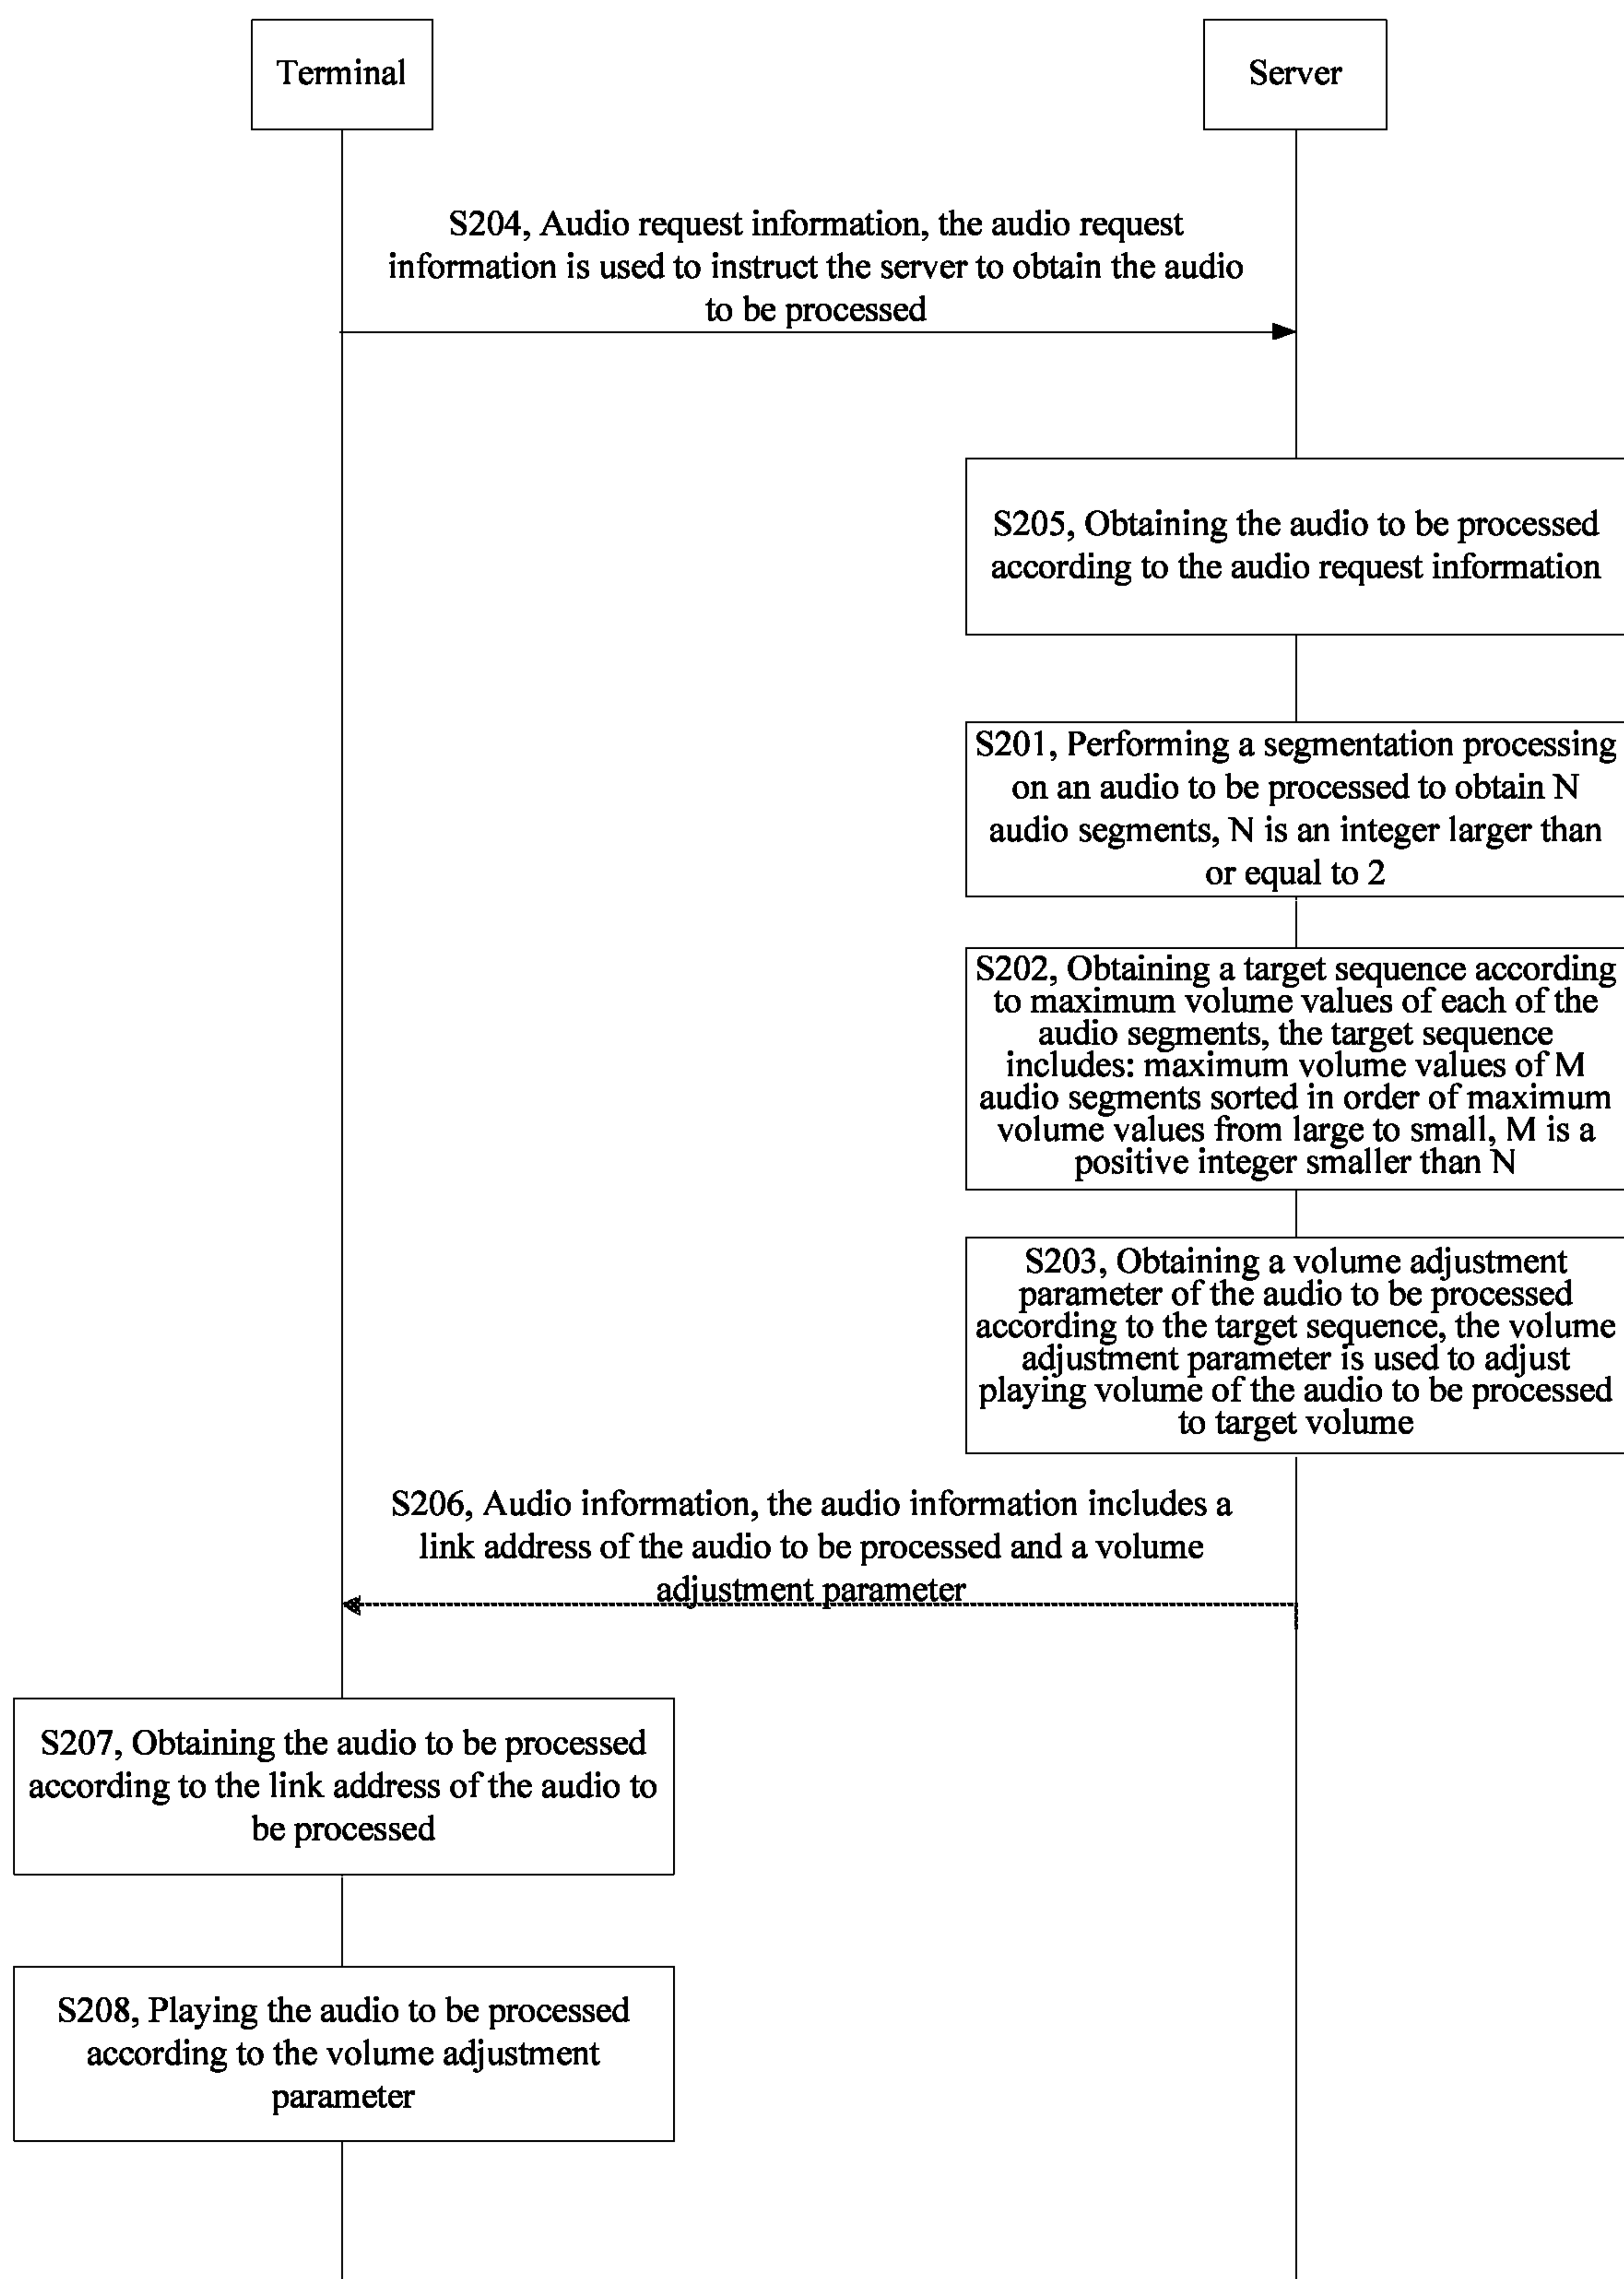 Terminal
Server
S204, Audio request information, the audio request
information is used to instruct the server to obtain the audio
to be processed
S205, Obtaining the audio to be processed
according to the audio request information
S201, Performing a segmentation processing
on an audio to be processed to obtain N
audio segments, N is an integer larger than
or equal to 2
S202, Obtaining a target sequence according
to maximum volume values of each of the
audio segments, the target sequence
includes: maximum volume values of M
audio segments sorted in order of maximum
volume values from large to small, M is a
positive integer smaller than N
S203, Obtaining a volume adjustment
parameter of the audio to be processed
according to the target sequence, the volume
adjustment parameter is used to adjust
playing volume of the audio to be processed
to target volume
S206, Audio information, the audio information includes a
link address of the audio to be processed and a volume
adjustment parameter
S207, Obtaining the audio to be processed
according to the link address of the audio to
be processed
S208, Playing the audio to be processed
according to the volume adjustment
parameter